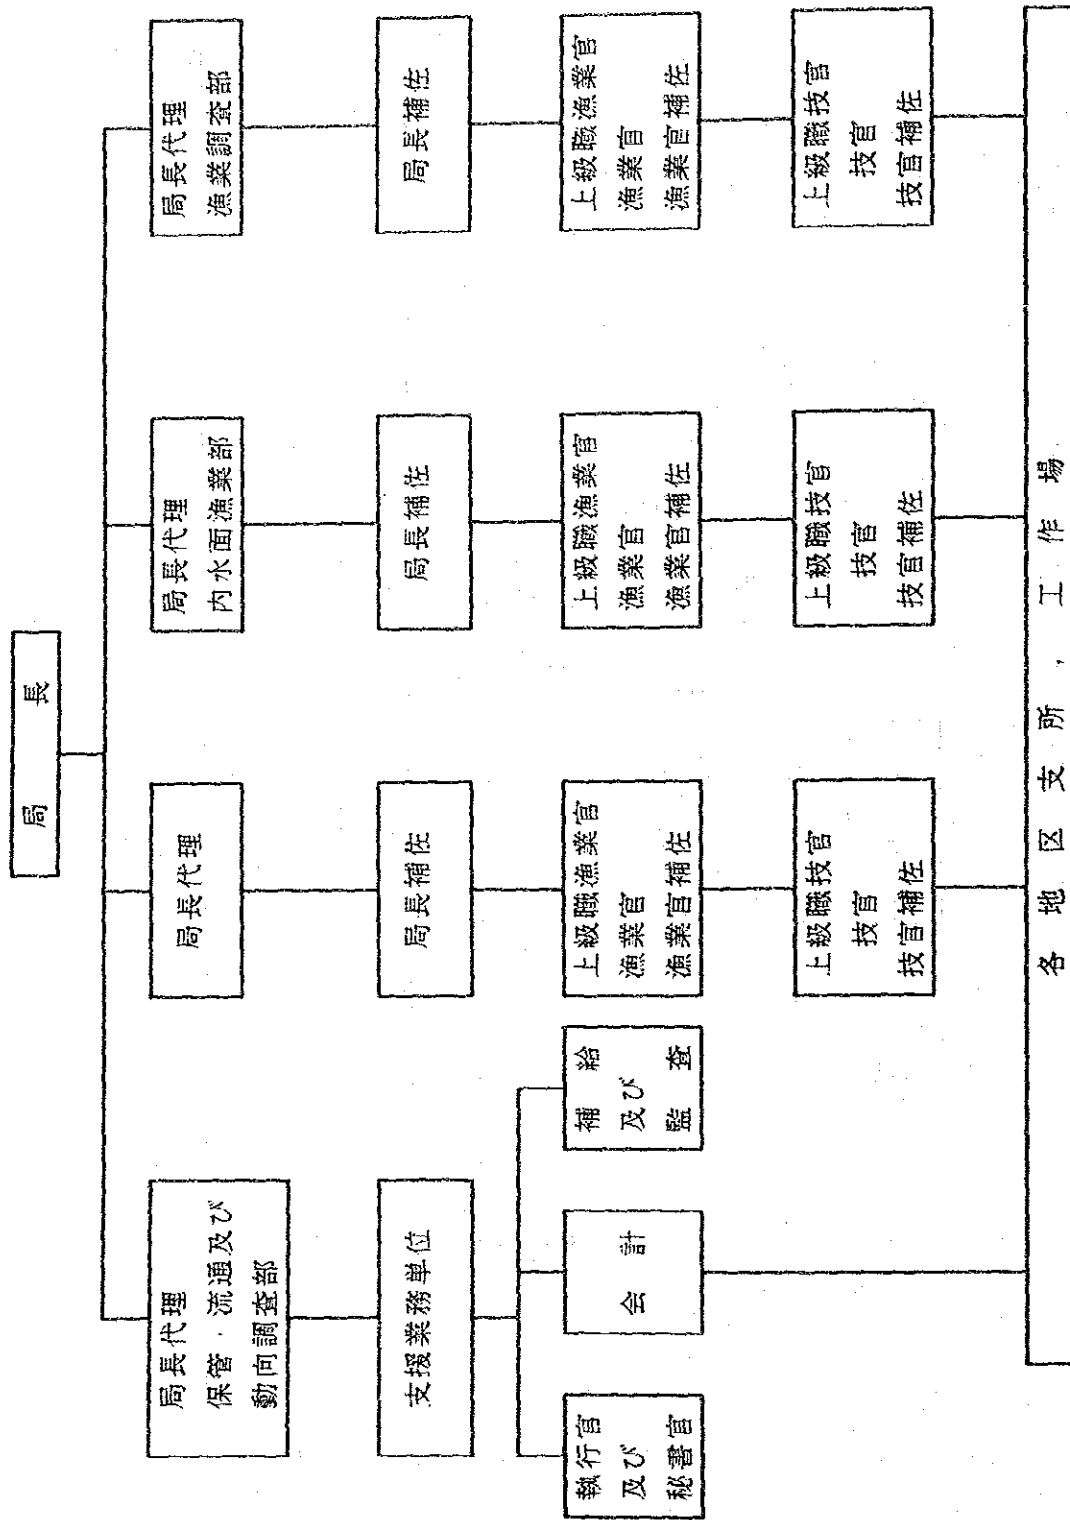 局長
局長代理
保管・流通及び
動向調査部
局長代理
局長代理
内水面漁業部
局長代理
漁業調査部
支援業務単位
局長補佐
局長補佐
局長補佐
執行官
及び
秘書官
会計
補給
及び
監査
上級職漁業官
漁業官
漁業官補佐
上級職漁業官
漁業官
漁業官補佐
上級職漁業官
漁業官
漁業官補佐
上級職技官
技官
技官補佐
上級職技官
技官
技官補佐
上級職技官
技官
技官補佐
各地区支所，工作場